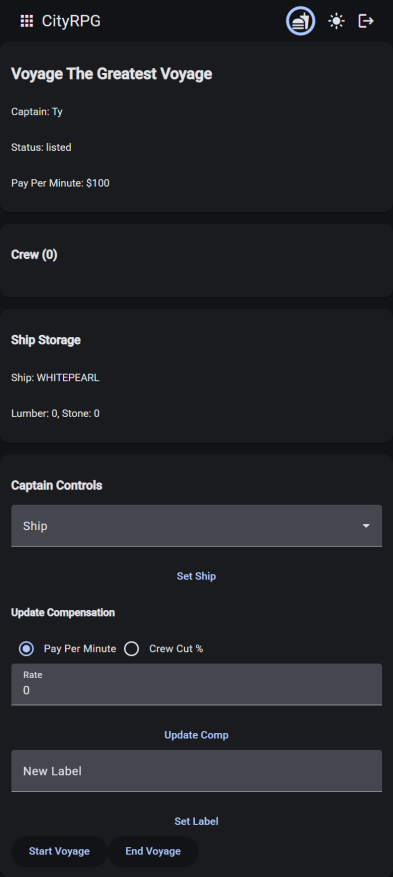 CityRPG
Voyage The Greatest Voyage
Captain: Ty
Status: listed
Pay Per Minute: $100
Crew (0)
Ship Storage
Ship: WHITEPEARL
Lumber: 0, Stone: 0
Captain Controls
Ship
Set Ship
Update Compensation
Pay Per Minute Crew Cut %
Rate
0
Update Comp
New Label
Set Label
Start Voyage End Voyage